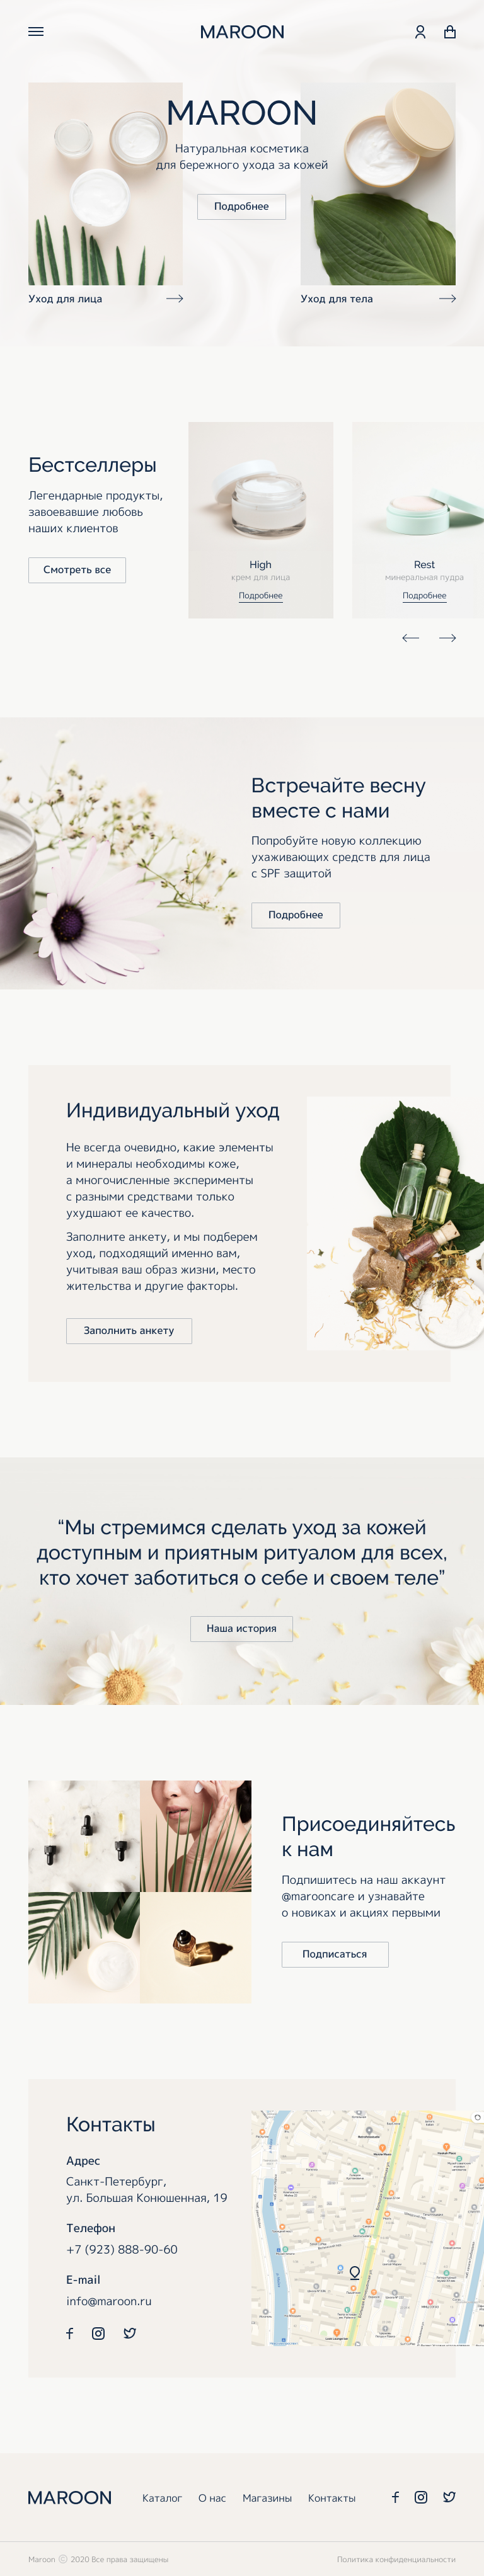 MAROON
MAROON
Натуральная косметика
для бережного ухода за кожей
Подробнее
Уход для лица
Уход для тела
Бестселлеры
Легендарные продукты,
завоевавшие любовь
наших клиентов
Смотреть все
High
крем для лица
Подробнее
Rest
минеральная пудра
Подробнее
Встречайте весну
вместе с нами
Попробуйте новую коллекцию
ухаживающих средств для лица
с SPF защитой
Подробнее
Индивидуальный уход
Не всегда очевидно, какие элементы
и минералы необходимы коже,
а многочисленные эксперименты
с разными средствами только
ухудшают ее качество.
Заполните анкету, и мы подберем
уход, подходящий именно вам,
учитывая ваш образ жизни, место
жительства и другие факторы.
Заполнить анкету
“Мы стремимся сделать уход за кожей
доступным и приятным ритуалом для всех,
кто хочет заботиться о себе и своем теле”
Наша история
Присоединяйтесь
к нам
Подпишитесь на наш аккаунт
@marooncare и узнавайте
о новиках и акциях первыми
Подписаться
Контакты
Адрес
Санкт-Петербург,
ул. Большая Конюшенная, 19
Телефон
+7 (923) 888-90-60
E-mail
info@maroon.ru
MAROON
Каталог О нас Магазины Контакты
Maroon © 2020 Все права защищены
Политика конфиденциальности